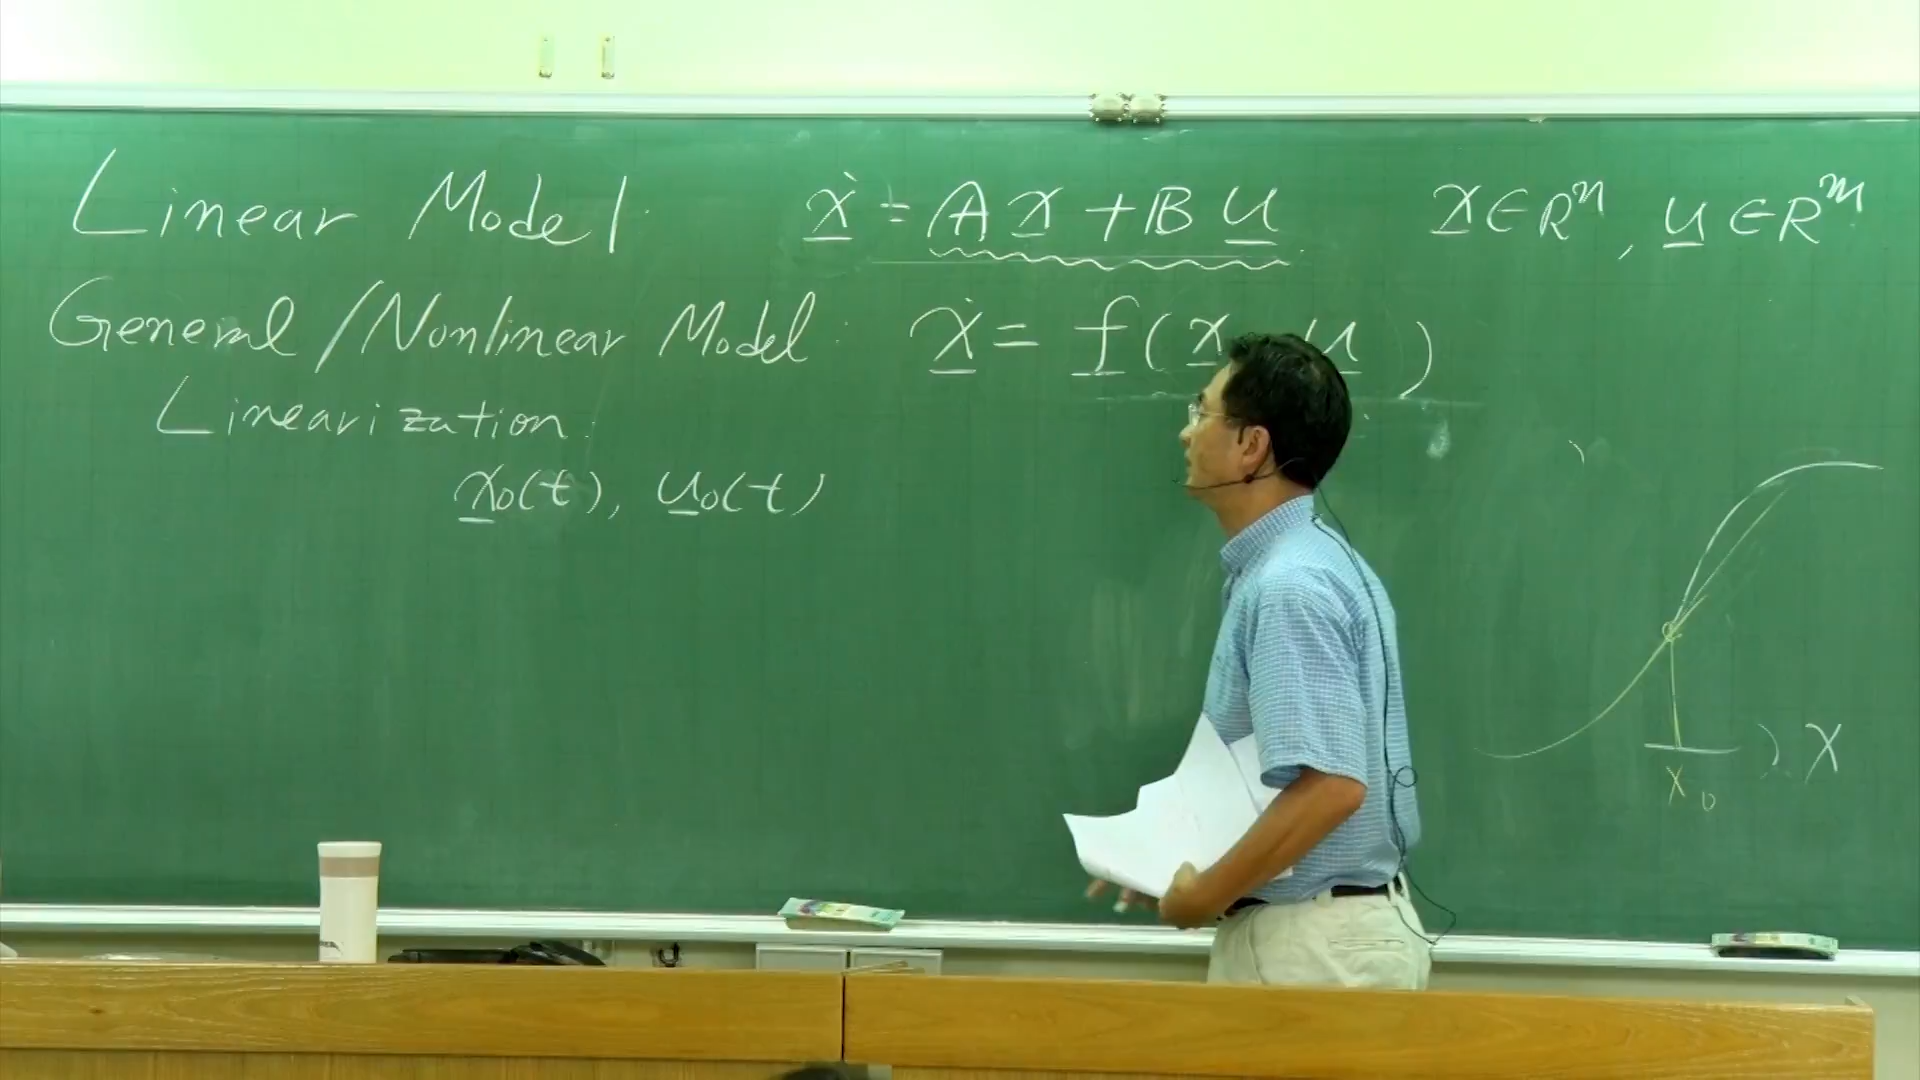 Linear Model: ẋ = Ax + Bu x ∈ Rⁿ, u ∈ Rᵐ
General/Nonlinear Model: ẋ = f(x u)
Linearization:
x₀(t), u₀(t)
x
x₀